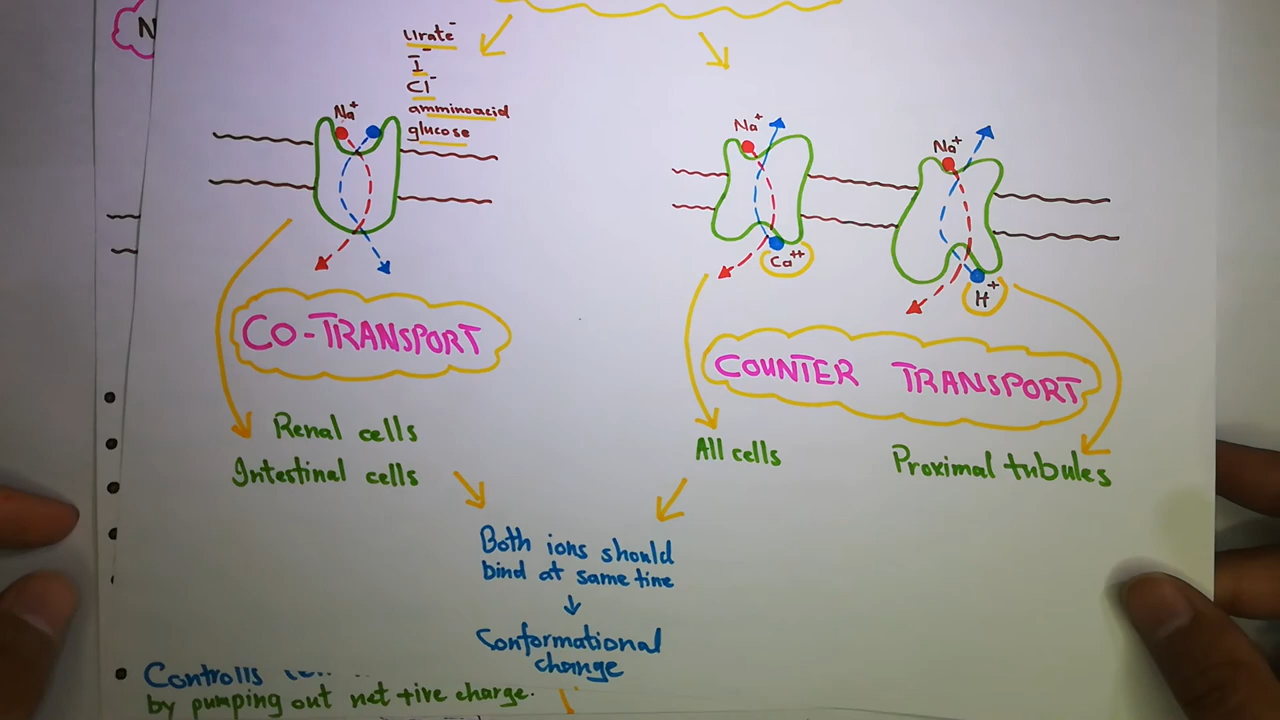 N
Urate⁻
I⁻
Cl⁻
amminoacid
glucose
Na⁺
Na⁺
Ca⁺⁺
Na⁺
H⁺
CO-TRANSPORT
COUNTER TRANSPORT
Renal cells
Intestinal cells
All cells
Proximal tubules
Both ions should
bind at same time
Conformational
change
Controlls
by pumping out net +ive charge.